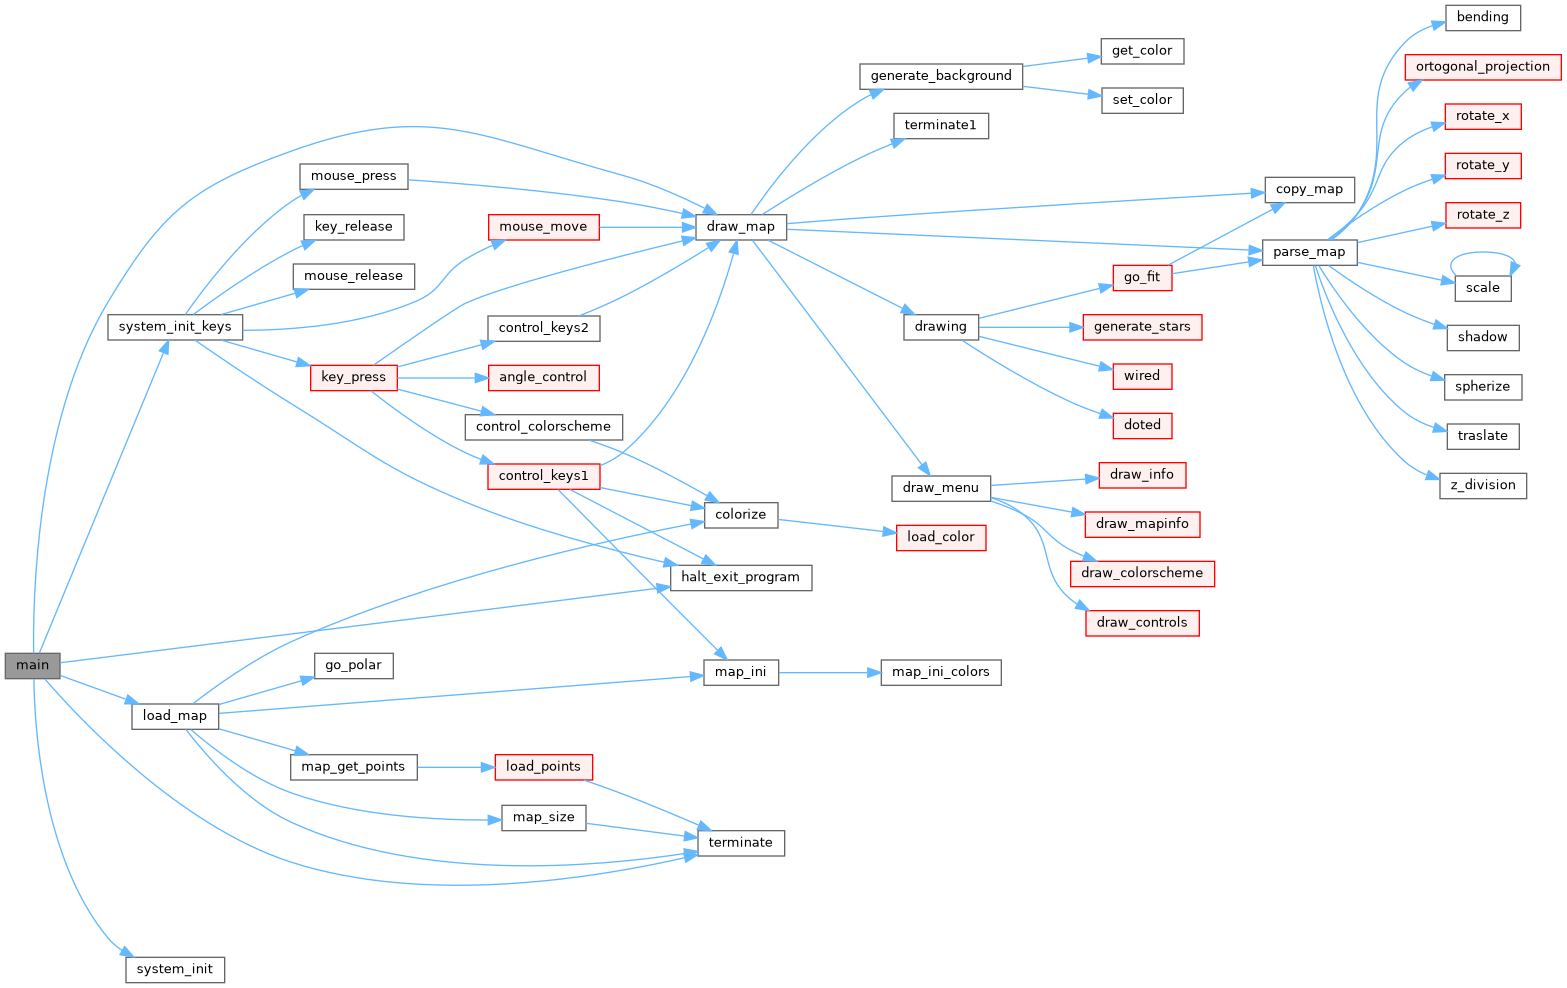 main
system_init_keys
load_map
system_init
mouse_press
key_release
mouse_release
key_press
go_polar
map_get_points
mouse_move
control_keys2
angle_control
control_colorscheme
control_keys1
load_points
map_size
draw_map
colorize
halt_exit_program
map_ini
terminate
generate_background
terminate1
drawing
draw_menu
load_color
map_ini_colors
get_color
set_color
go_fit
generate_stars
wired
doted
draw_info
draw_mapinfo
draw_colorscheme
draw_controls
copy_map
parse_map
bending
ortogonal_projection
rotate_x
rotate_y
rotate_z
scale
shadow
spherize
traslate
z_division